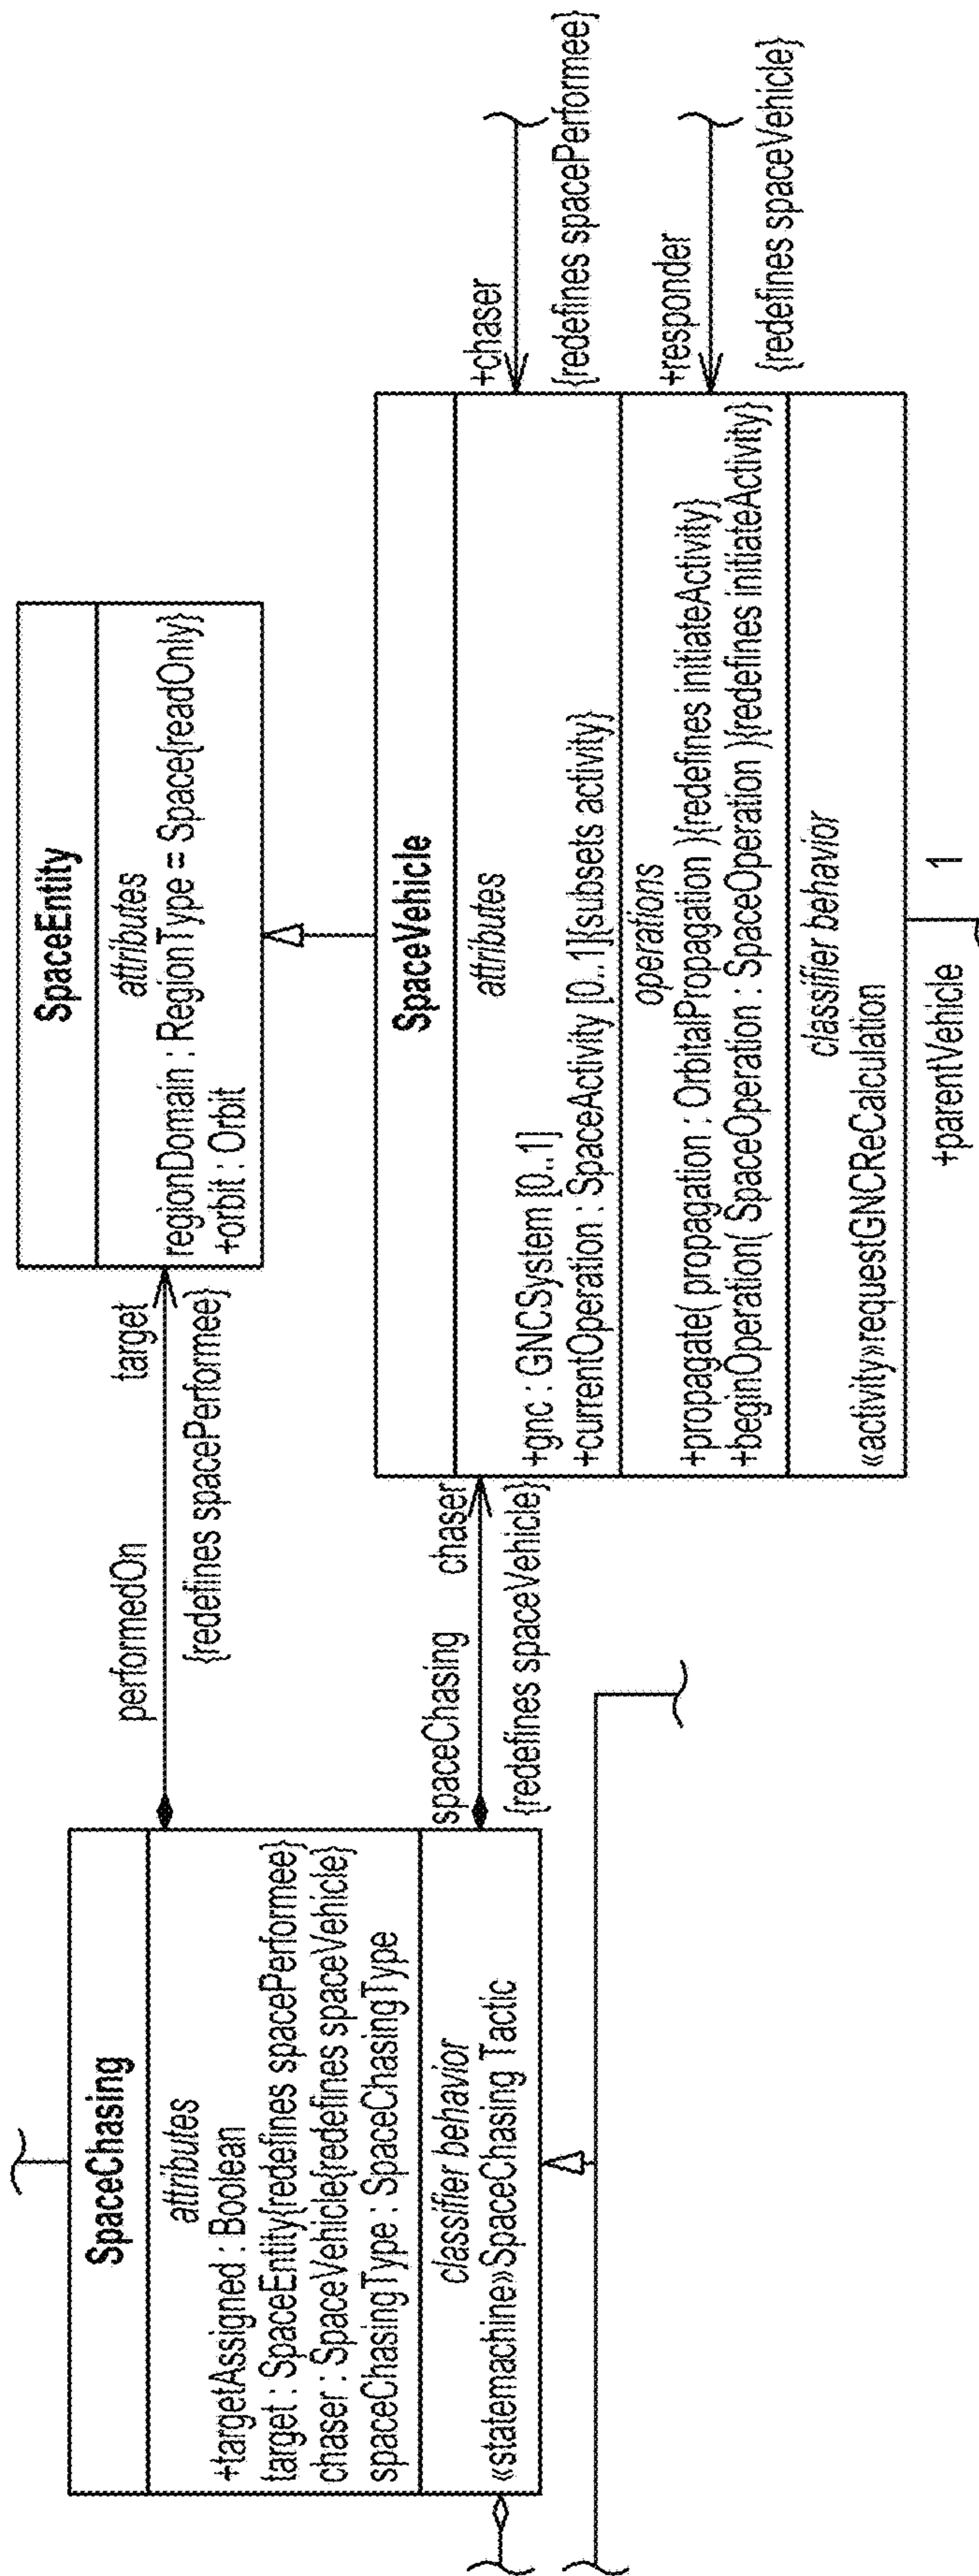 SpaceChasing
attributes
+targetAssigned : Boolean
target : SpaceEntity{redefines spacePerformee}
chaser : SpaceVehicle{redefines spaceVehicle}
spaceChasingType : SpaceChasingType
classifier behavior
«statemachine»SpaceChasing Tactic
performedOn
target
{redefines spacePerformee}
spaceChasing
chaser
{redefines spaceVehicle}
SpaceEntity
attributes
regionDomain : RegionType = Space{readOnly}
+orbit : Orbit
SpaceVehicle
attributes
+gnc : GNCSystem [0..1]
+currentOperation : SpaceActivity [0..1]{subsets activity}
operations
+propagate( propagation : OrbitalPropagation ){redefines initiateActivity}
+beginOperation( SpaceOperation : SpaceOperation ){redefines initiateActivity}
classifier behavior
«activity»requestGNCReCalculation
+chaser
{redefines spacePerformee}
+responder
{redefines spaceVehicle}
+parentVehicle
1